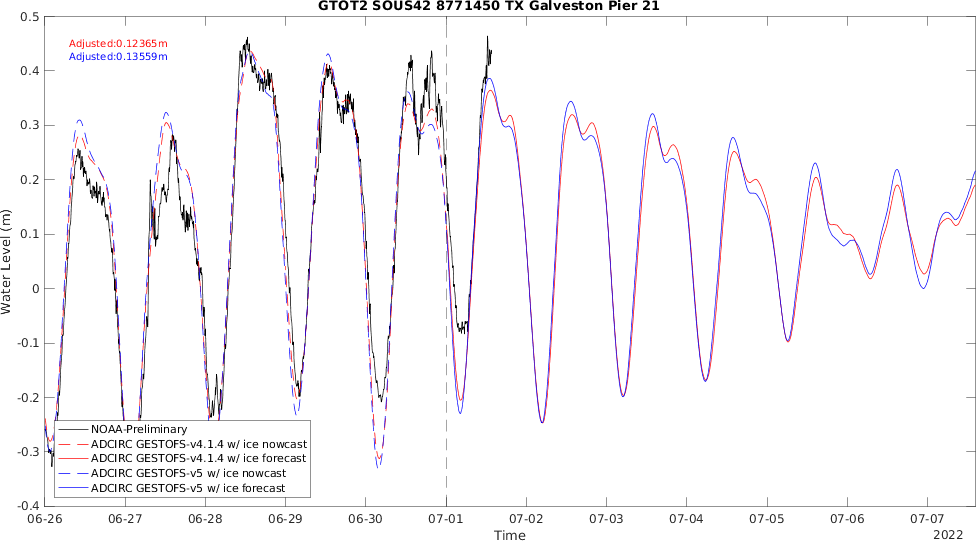 GTOT2 SOUS42 8771450 TX Galveston Pier 21
0.5
Adjusted:0.12365m
Adjusted:0.13559m
0.4
0.3
0.2
0.1
0
-0.1
-0.2
-0.3
-0.4
Water Level (m)
NOAA-Preliminary
ADCIRC GESTOFS-v4.1.4 w/ ice nowcast
ADCIRC GESTOFS-v4.1.4 w/ ice forecast
ADCIRC GESTOFS-v5 w/ ice nowcast
ADCIRC GESTOFS-v5 w/ ice forecast
06-26 06-27 06-28 06-29 06-30 07-01 07-02 07-03 07-04 07-05 07-06 07-07
Time
2022